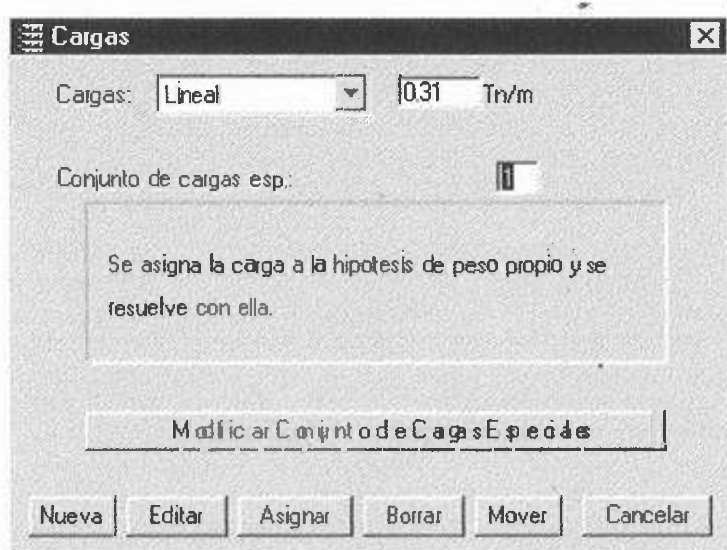 Cargas
Cargas: Lineal 0.31 Tn/m
Conjunto de cargas esp.: 1
Se asigna la carga a la hipotesis de peso propio y se
resuelve con ella.
Modificar Conjunto de Cargas Especiales
Nueva Editar Asignar Borrar Mover Cancelar